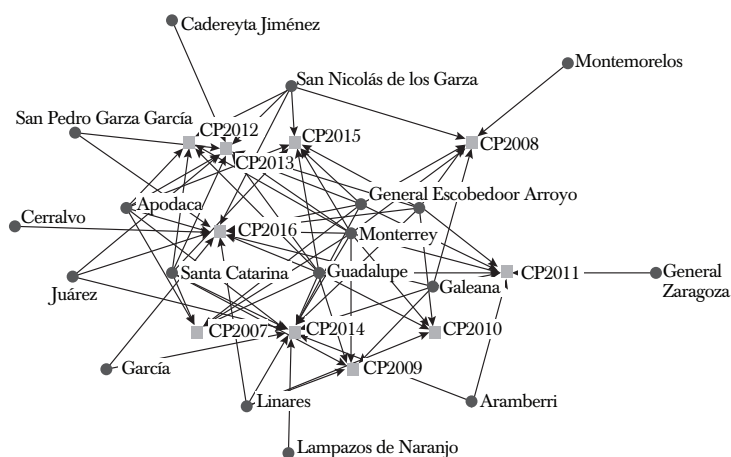 Cadereyta Jiménez
San Nicolás de los Garza
Montemorelos
San Pedro Garza García
CP2012
CP2015
CP2008
CP2013
General Escobedoor Arroyo
Apodaca
Cerralvo
CP2016
Monterrey
Santa Catarina
Guadalupe
CP2011
General
Zaragoza
Juárez
Galeana
CP2007
CP2014
CP2010
García
CP2009
Linares
Aramberri
Lampazos de Naranjo